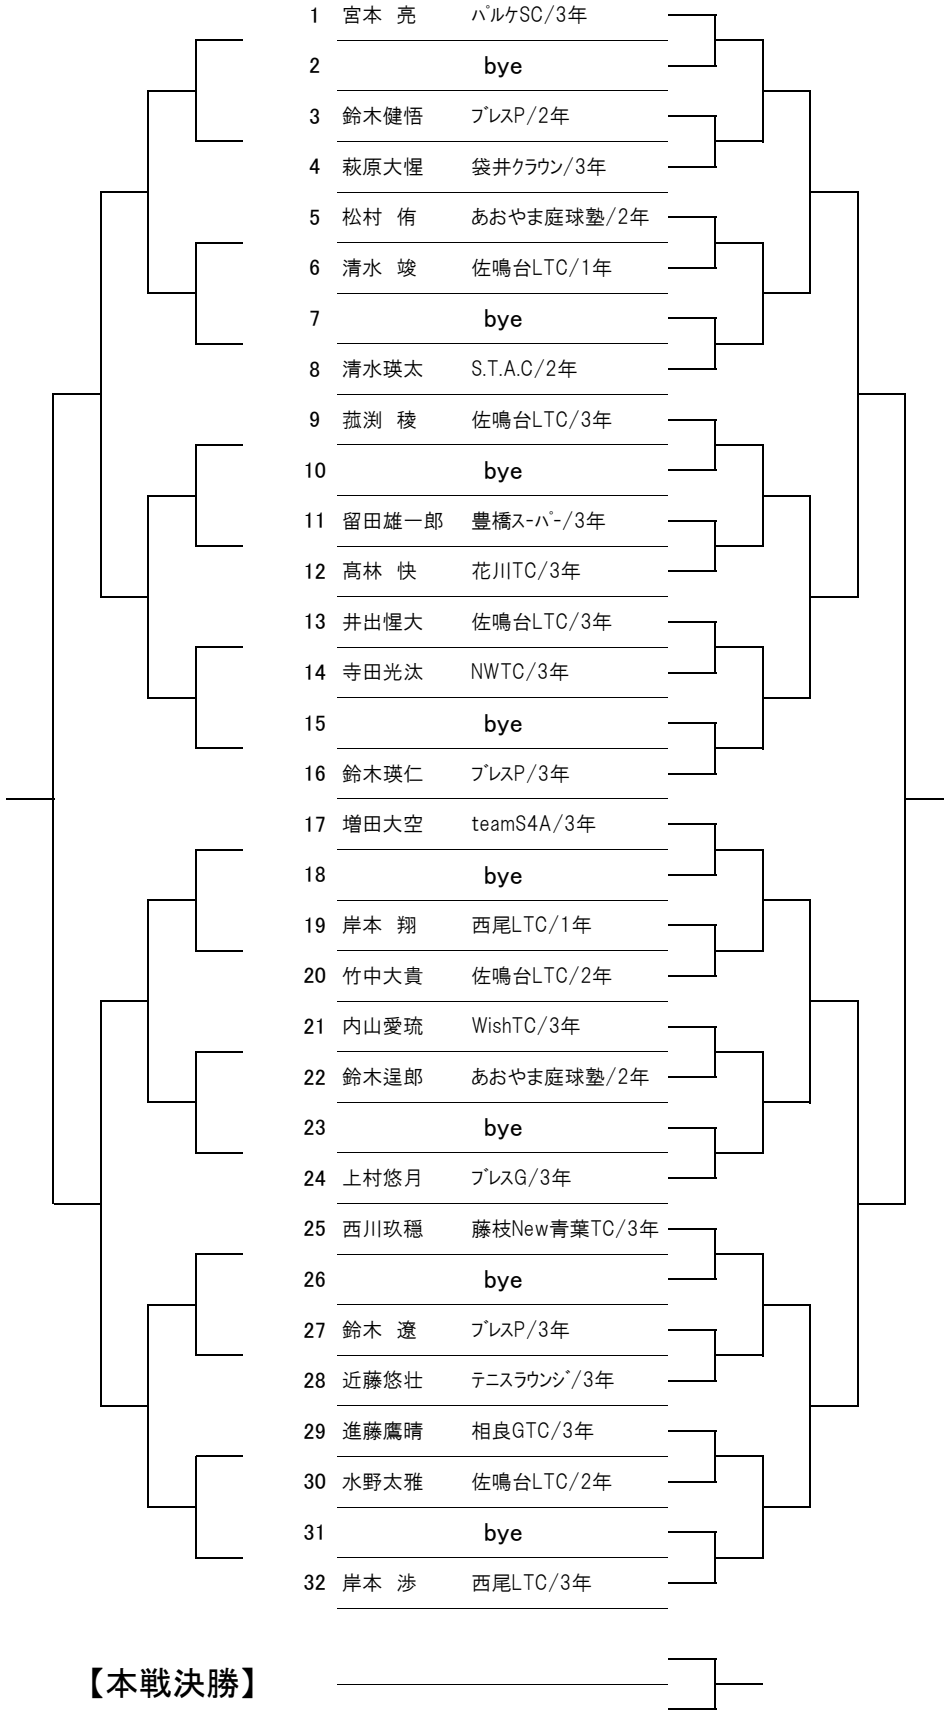 1 宮本 亮 パルケSC/3年
2 bye
3 鈴木健悟 ブレスP/2年
4 萩原大惺 袋井クラウン/3年
5 松村 侑 あおやま庭球塾/2年
6 清水 竣 佐鳴台LTC/1年
7 bye
8 清水瑛太 S.T.A.C/2年
9 菰渕 稜 佐鳴台LTC/3年
10 bye
11 留田雄一郎 豊橋スーパー/3年
12 髙林 快 花川TC/3年
13 井出惺大 佐鳴台LTC/3年
14 寺田光汰 NWTC/3年
15 bye
16 鈴木瑛仁 ブレスP/3年
17 増田大空 teamS4A/3年
18 bye
19 岸本 翔 西尾LTC/1年
20 竹中大貴 佐鳴台LTC/2年
21 内山愛琉 WishTC/3年
22 鈴木逞郎 あおやま庭球塾/2年
23 bye
24 上村悠月 ブレスG/3年
25 西川玖穏 藤枝New青葉TC/3年
26 bye
27 鈴木 遼 ブレスP/3年
28 近藤悠壮 テニスラウンジ/3年
29 進藤鷹晴 相良GTC/3年
30 水野太雅 佐鳴台LTC/2年
31 bye
32 岸本 渉 西尾LTC/3年
【本戦決勝】